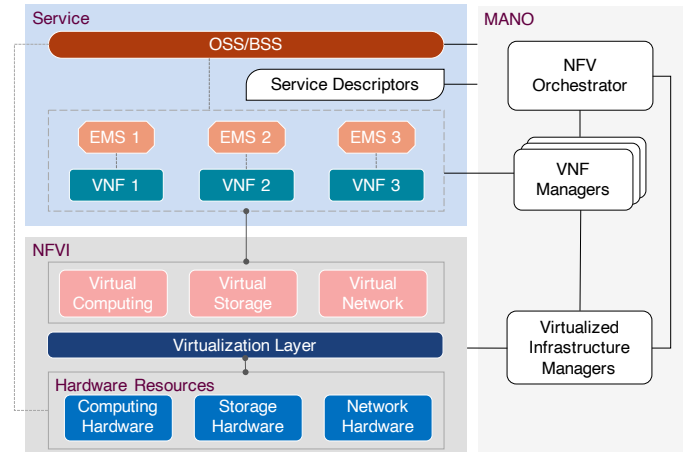 Service
OSS/BSS
Service Descriptors
EMS 1
EMS 2
EMS 3
VNF 1
VNF 2
VNF 3
NFVI
Virtual
Computing
Virtual
Storage
Virtual
Network
Virtualization Layer
Hardware Resources
Computing
Hardware
Storage
Hardware
Network
Hardware
MANO
NFV
Orchestrator
VNF
Managers
Virtualized
Infrastructure
Managers